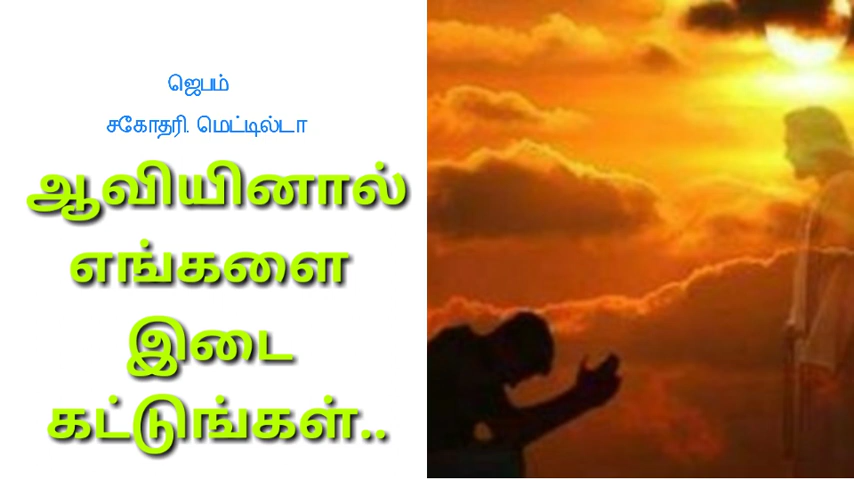 ஜெபம்
சகோதரி. மெட்டில்டா
ஆவியினால்
எங்களை
இடை
கட்டுங்கள்..